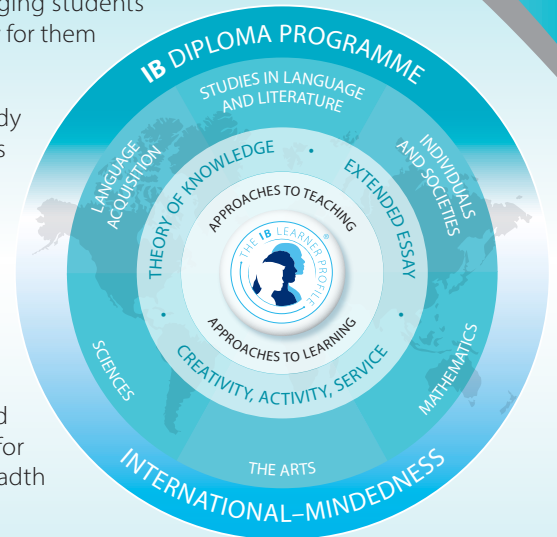 ging students
for them
dy
s
d
for
adth
IB DIPLOMA PROGRAMME
STUDIES IN LANGUAGE
AND LITERATURE
LANGUAGE
ACQUISITION
INDIVIDUALS
AND SOCIETIES
THEORY OF KNOWLEDGE
•
EXTENDED ESSAY
APPROACHES TO TEACHING
THE IB LEARNER PROFILE ®
APPROACHES TO LEARNING
•
CREATIVITY, ACTIVITY, SERVICE
•
SCIENCES
MATHEMATICS
THE ARTS
INTERNATIONAL–MINDEDNESS